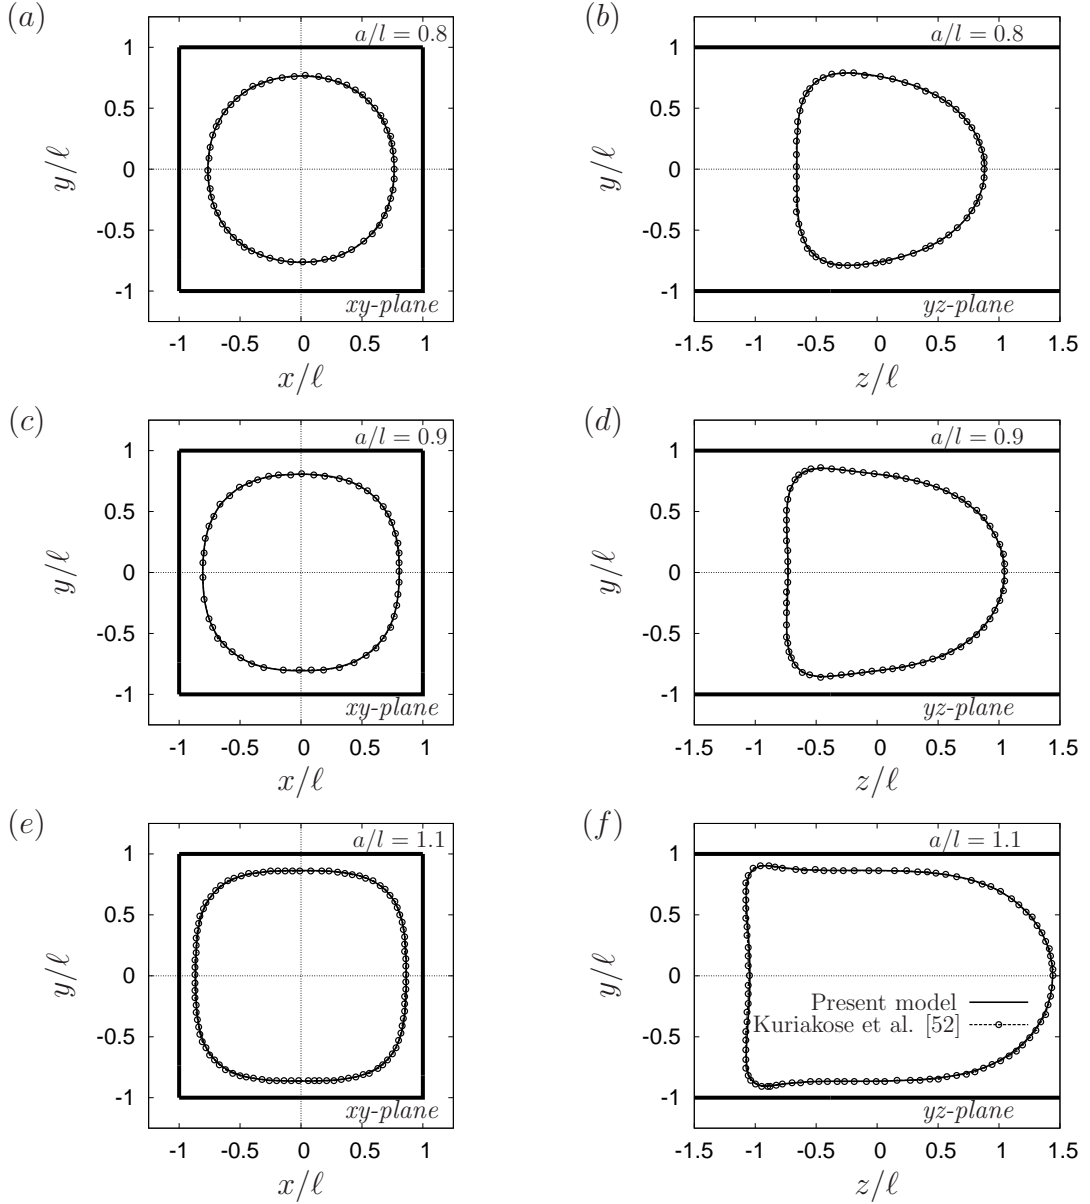 (a)
a/l = 0.8
1
0.5
0
-0.5
-1
y/ℓ
xy-plane
-1 -0.5 0 0.5 1
x/ℓ
(b)
a/l = 0.8
1
0.5
0
-0.5
-1
y/ℓ
yz-plane
-1.5 -1 -0.5 0 0.5 1 1.5
z/ℓ
(c)
a/l = 0.9
1
0.5
0
-0.5
-1
y/ℓ
xy-plane
-1 -0.5 0 0.5 1
x/ℓ
(d)
a/l = 0.9
1
0.5
0
-0.5
-1
y/ℓ
yz-plane
-1.5 -1 -0.5 0 0.5 1 1.5
z/ℓ
(e)
a/l = 1.1
1
0.5
0
-0.5
-1
y/ℓ
xy-plane
-1 -0.5 0 0.5 1
x/ℓ
(f)
a/l = 1.1
1
0.5
0
-0.5
-1
y/ℓ
Present model
Kuriakose et al. [52]
yz-plane
-1.5 -1 -0.5 0 0.5 1 1.5
z/ℓ